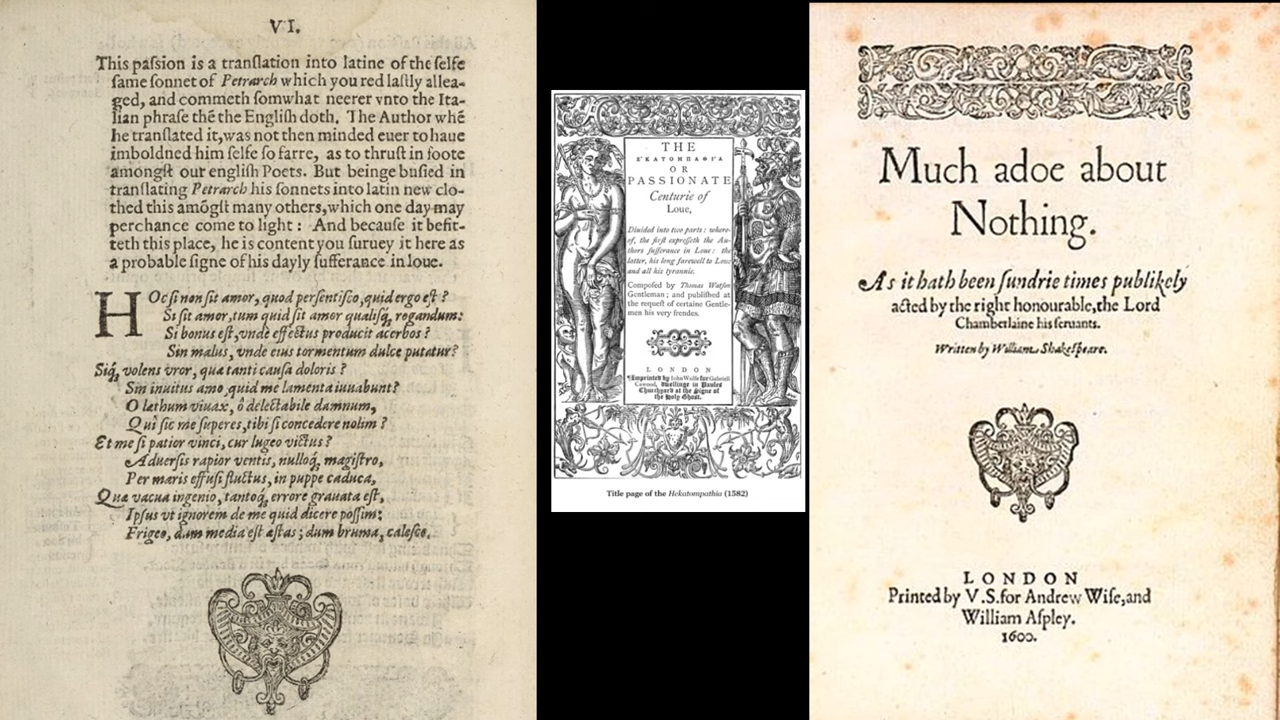 VI.
This paſsion is a tranſlation into latine of the ſelfe
ſame ſonnet of Petrarch which you red laſtly allea-
ged, and commeth ſomwhat neerer vnto the Ita-
lian phraſe thē the Engliſh doth. The Author whē
he tranſlated it, was not then minded euer to haue
imboldned him ſelfe ſo farre, as to thruſt in foote
amongſt our engliſh Poets. But beinge buſied in
tranſlating Petrarch his ſonnets into latin new clo-
thed this amōgſt many others, which one day may
perchance come to light: And becauſe it befit-
teth this place, he is content you ſuruey it here as
a probable ſigne of his dayly ſufferance in loue.
HOc ſi non ſit amor, quod perſentiſco, quid ergo eſt?
Si ſit amor, tum quid ſit amor qualiſq́; rogandum:
Si bonus eſt, vnde effectus producit acerbos?
Sin malus, vnde eius tormentum dulce putatur?
Siq́; volens vror, quæ tanti cauſa doloris?
Sin inuitus amo, quid me lamenta iuuabunt?
O læthum viuax, ô delectabile damnum,
Quî ſic me ſuperes, tibi ſi concedere nolim?
Et me ſi patior vinci, cur lugeo victus?
Aduerſis rapior ventis, nulloq́; magiſtro,
Per maris effuſi fluctus, in puppe caduca,
Quæ vacua ingenio, tantoq́; errore grauata eſt,
Ipſus vt ignorem de me quid dicere poſſim:
Frigeo, dum media eſt æſtas; dum bruma, caleſco.
THE
ἙΚΑΤΟΜΠΑΘΙΑ
OR
PASSIONATE
Centurie of
Loue,
Diuided into two parts: where-
of, the firſt expreſſeth the Au-
thors ſufferance in Loue: the
latter, his long farewell to Loue
and all his tyrannie.
Compoſed by Thomas Watſon
Gentleman; and publiſhed at
the requeſt of certaine Gentle-
men his very frendes.
LONDON
¶Imprinted by Iohn Wolfe for Gabriell
Cawood, dwellinge in Paules
Churchyard at the Signe of
the Holy Ghost.
Title page of the Hekatompathia (1582)
Much adoe about
Nothing.
As it hath been ſundrie times publikely
acted by the right honourable, the Lord
Chamberlaine his ſeruants.
Written by William Shakeſpeare.
LONDON
Printed by V.S. for Andrew Wiſe, and
William Aſpley.
1600.